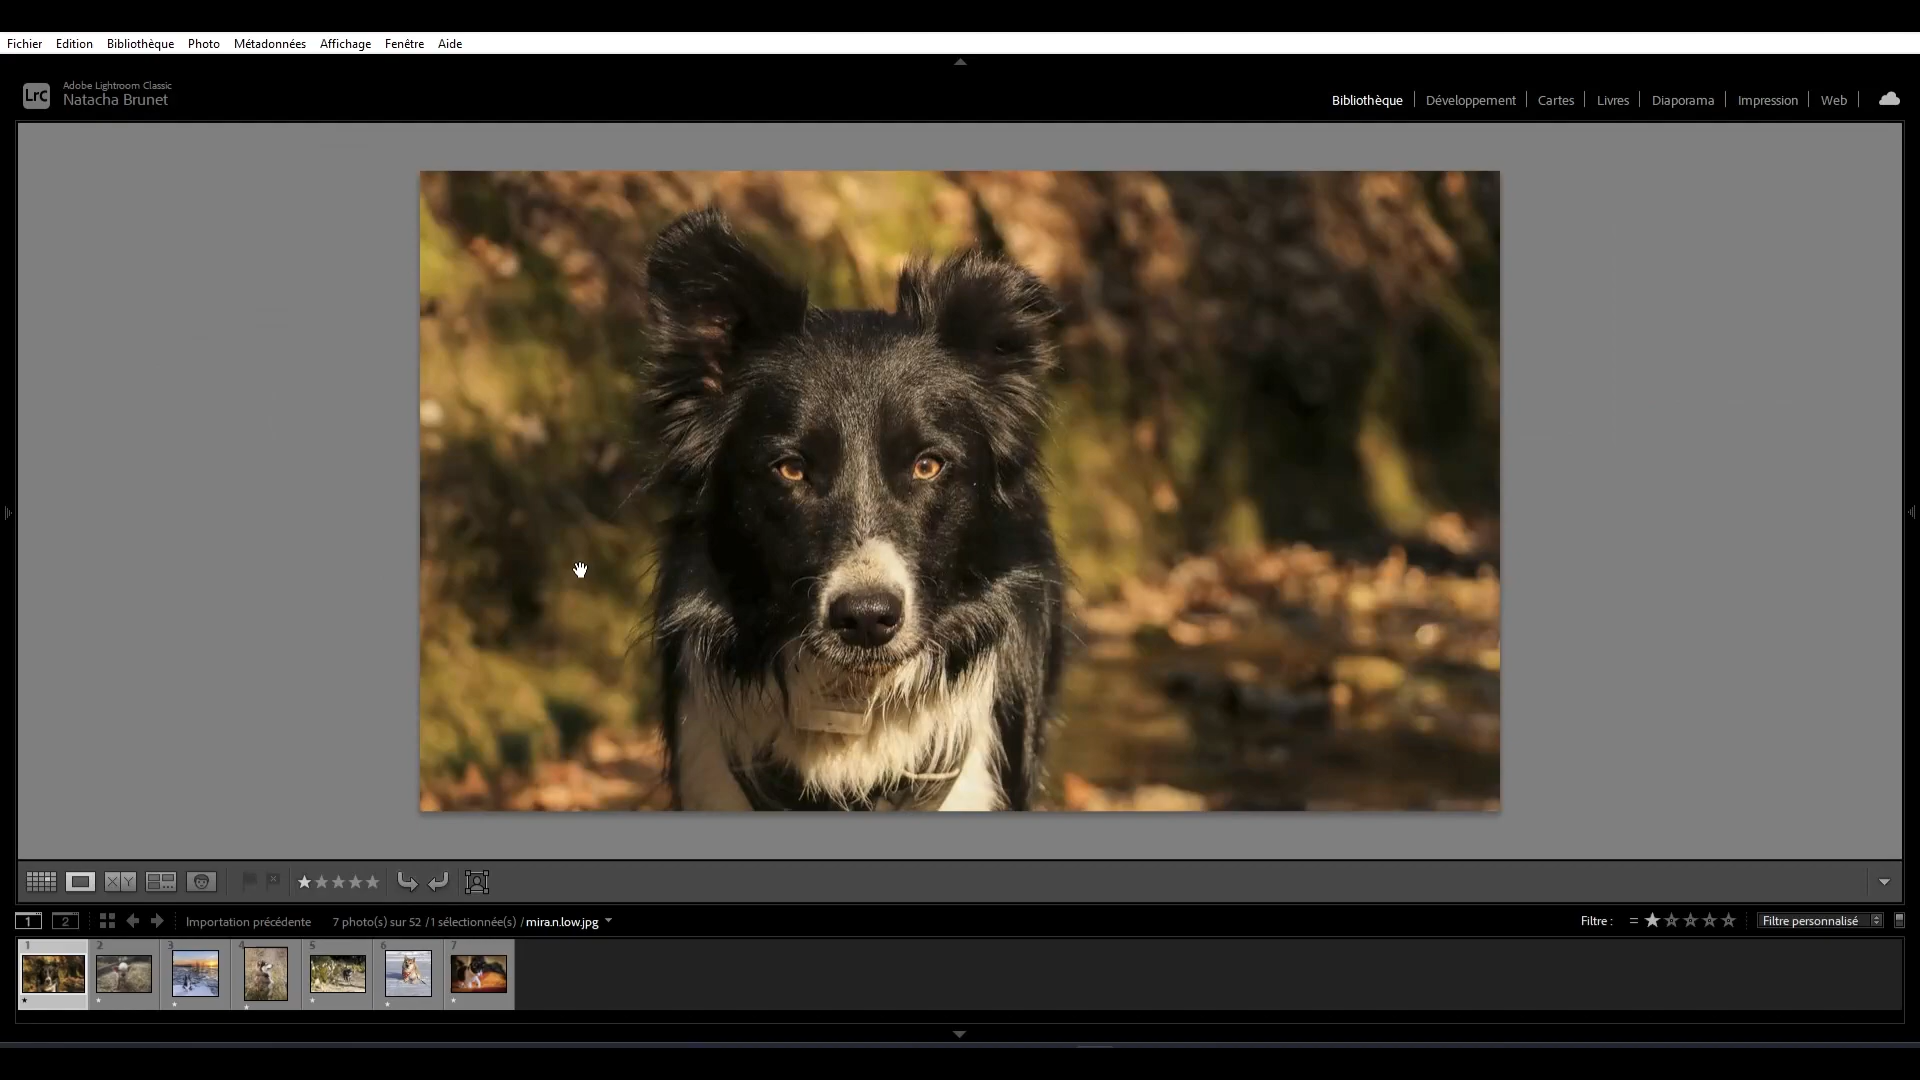 Fichier Edition Bibliothèque Photo Métadonnées Affichage Fenêtre Aide
LrC
Adobe Lightroom Classic
Natacha Brunet
Bibliothèque Développement Cartes Livres Diaporama Impression Web
XY
1 2 Importation précédente 7 photo(s) sur 52 /1 sélectionnée(s) /mira.n.low.jpg
Filtre : = Filtre personnalisé
1 2 3 4 5 6 7